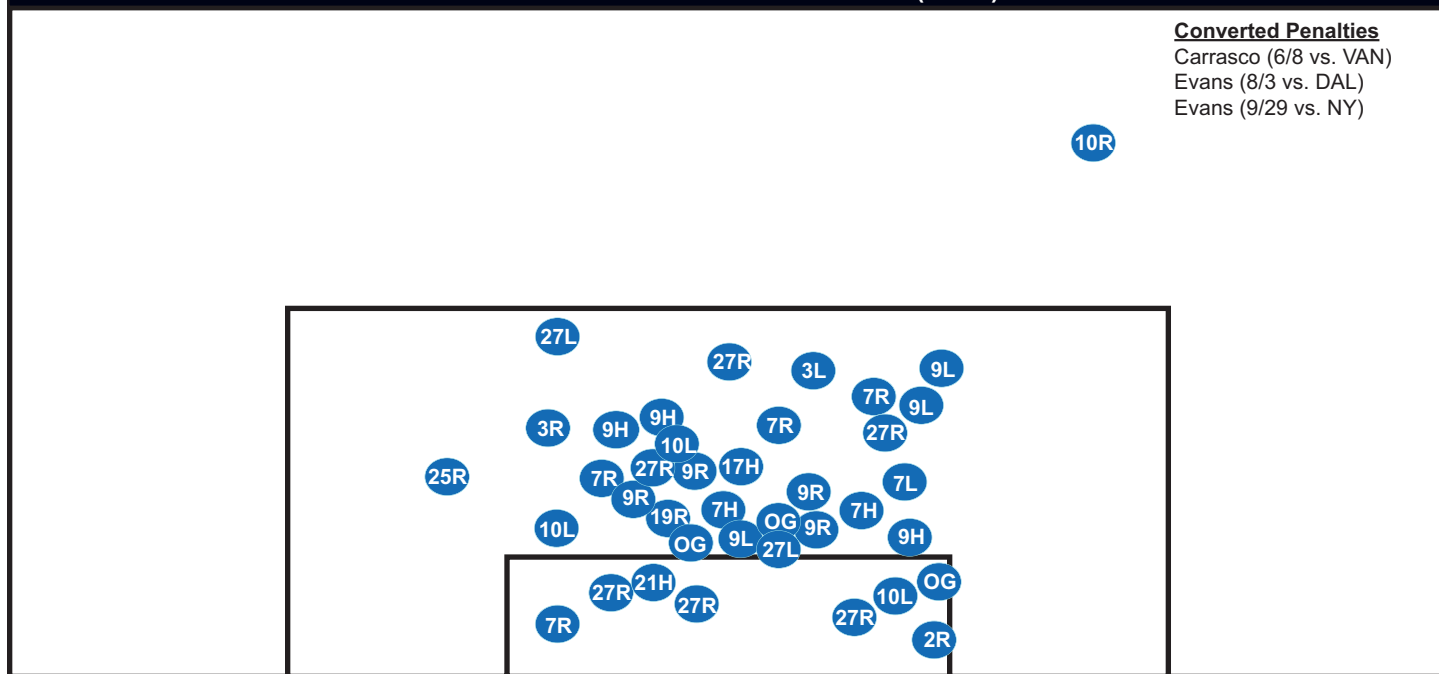 Converted Penalties
Carrasco (6/8 vs. VAN)
Evans (8/3 vs. DAL)
Evans (9/29 vs. NY)
10R
27L
27R
3L
9L
7R
9L
9H
3R
9H
7R
27R
10L
27R
9R
17H
25R
7R
7L
9R
9R
19R
7H
7H
10L
OG
9R
OG
9L
27L
9H
27R
21H
27R
10L
OG
27R
7R
2R